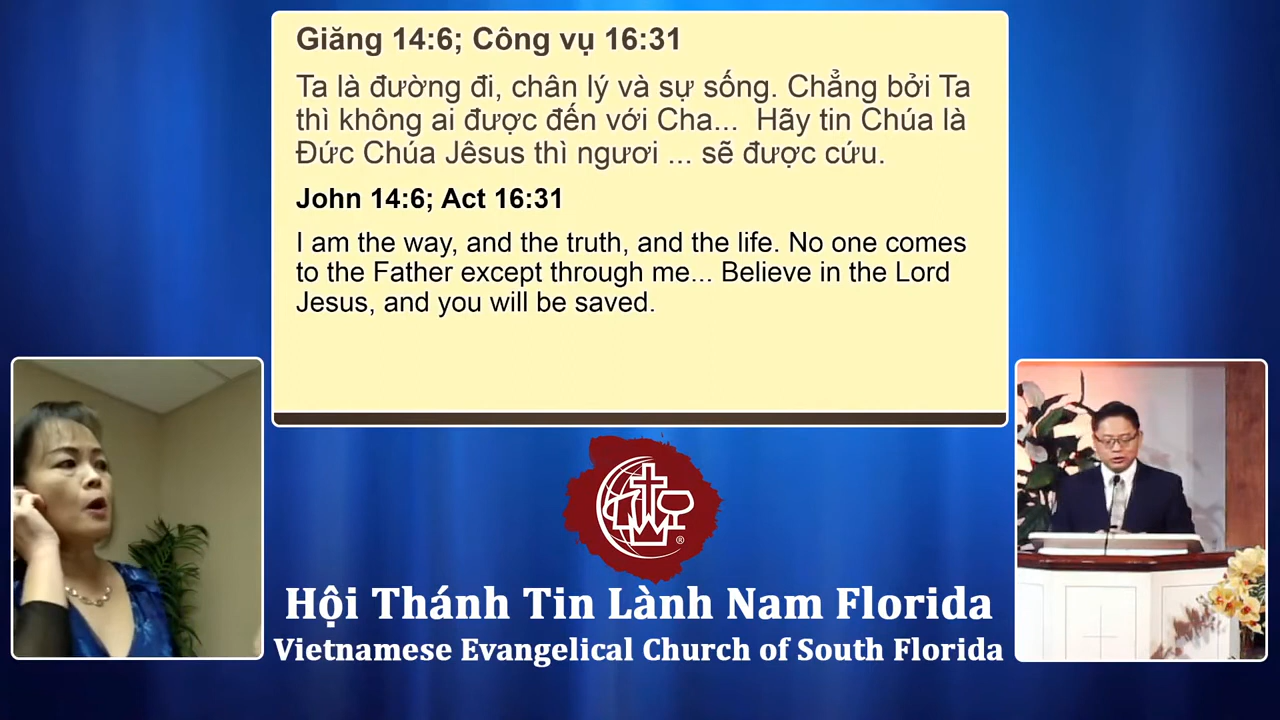 Giăng 14:6; Công vụ 16:31
Ta là đường đi, chân lý và sự sống. Chẳng bởi Ta
thì không ai được đến với Cha... Hãy tin Chúa là
Đức Chúa Jêsus thì ngươi ... sẽ được cứu.
John 14:6; Act 16:31
I am the way, and the truth, and the life. No one comes
to the Father except through me... Believe in the Lord
Jesus, and you will be saved.
®
Hội Thánh Tin Lành Nam Florida
Vietnamese Evangelical Church of South Florida